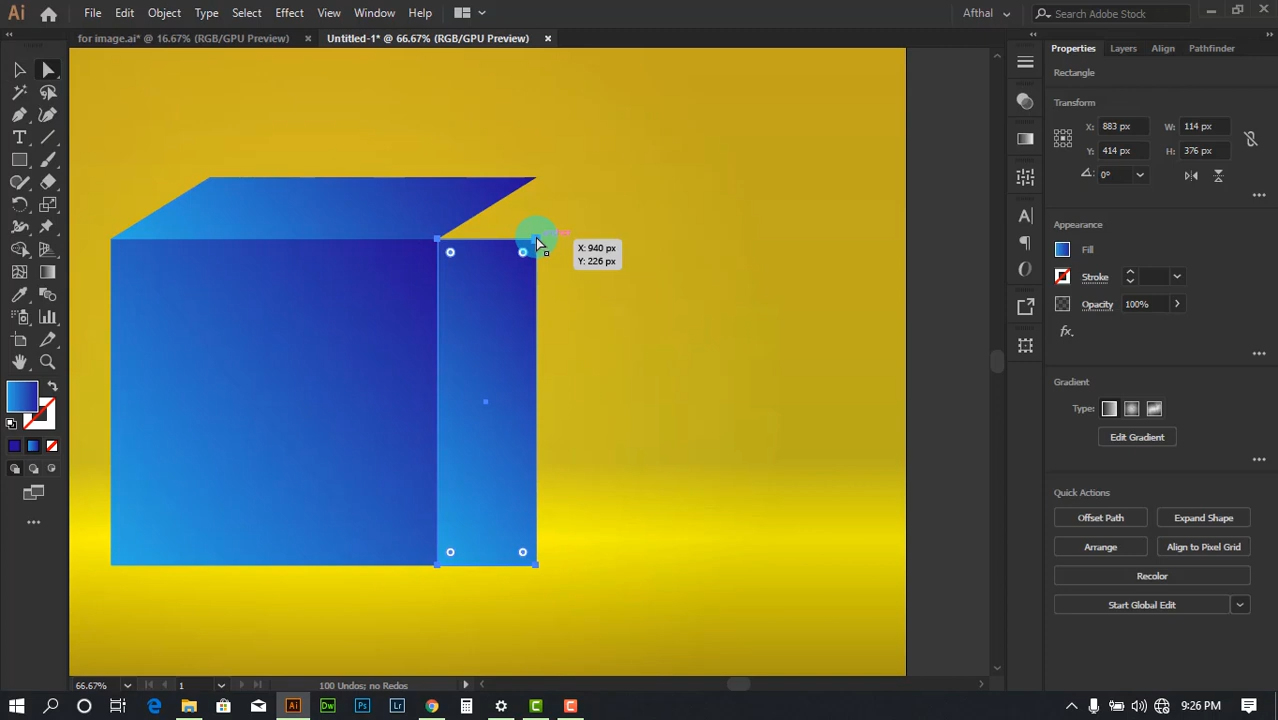 Ai File Edit Object Type Select Effect View Window Help Afthal Search Adobe Stock
for image.ai* @ 16.67% (RGB/GPU Preview) × Untitled-1* @ 66.67% (RGB/GPU Preview) ×
Properties Layers Align Pathfinder
Rectangle
Transform
X: 883 px W: 114 px
Y: 414 px H: 376 px
0°
Appearance
Fill
Stroke
Opacity 100%
fx.
Gradient
Type:
Edit Gradient
Quick Actions
Offset Path Expand Shape
Arrange Align to Pixel Grid
Recolor
Start Global Edit
X: 940 px
Y: 226 px
66.67% 1 100 Undos; no Redos
Ai Dw Ps Lr 9:26 PM